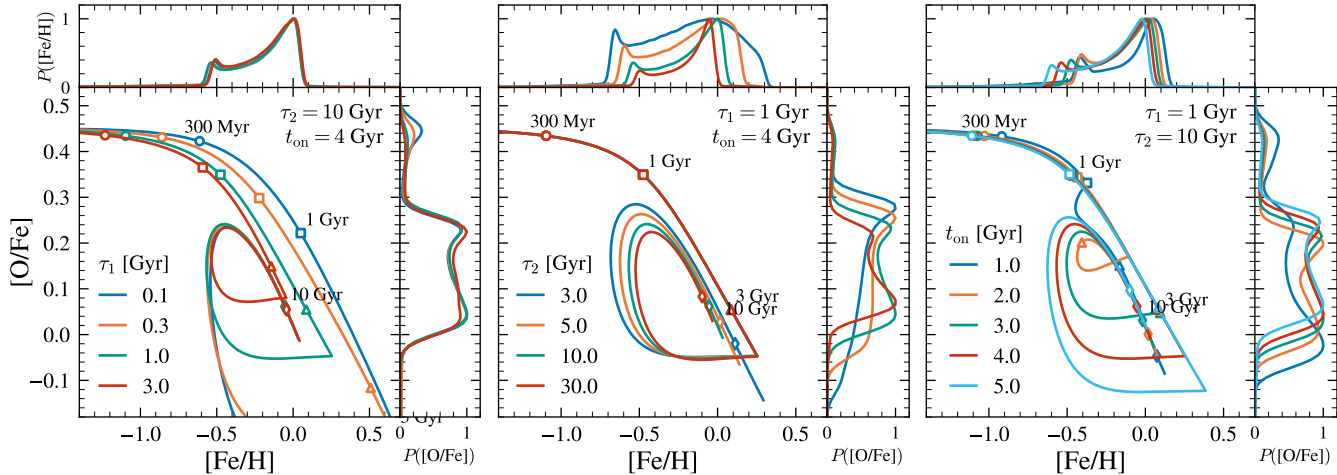 P([Fe/H])
1
0
[O/Fe]
0.5
0.4
0.3
0.2
0.1
0.0
−0.1
τ2 = 10 Gyr
ton = 4 Gyr
300 Myr
1 Gyr
10 Gyr
τ1 [Gyr]
0.1
0.3
1.0
3.0
−1.0
−0.5
0.0
0.5
[Fe/H]
3 Gyr
0
1
P([O/Fe])
τ1 = 1 Gyr
ton = 4 Gyr
300 Myr
1 Gyr
3 Gyr
10 Gyr
τ2 [Gyr]
3.0
5.0
10.0
30.0
−1.0
−0.5
0.0
0.5
[Fe/H]
0
1
P([O/Fe])
τ1 = 1 Gyr
τ2 = 10 Gyr
300 Myr
1 Gyr
3 Gyr
10 Gyr
ton [Gyr]
1.0
2.0
3.0
4.0
5.0
−1.0
−0.5
0.0
0.5
[Fe/H]
0
1
P([O/Fe])